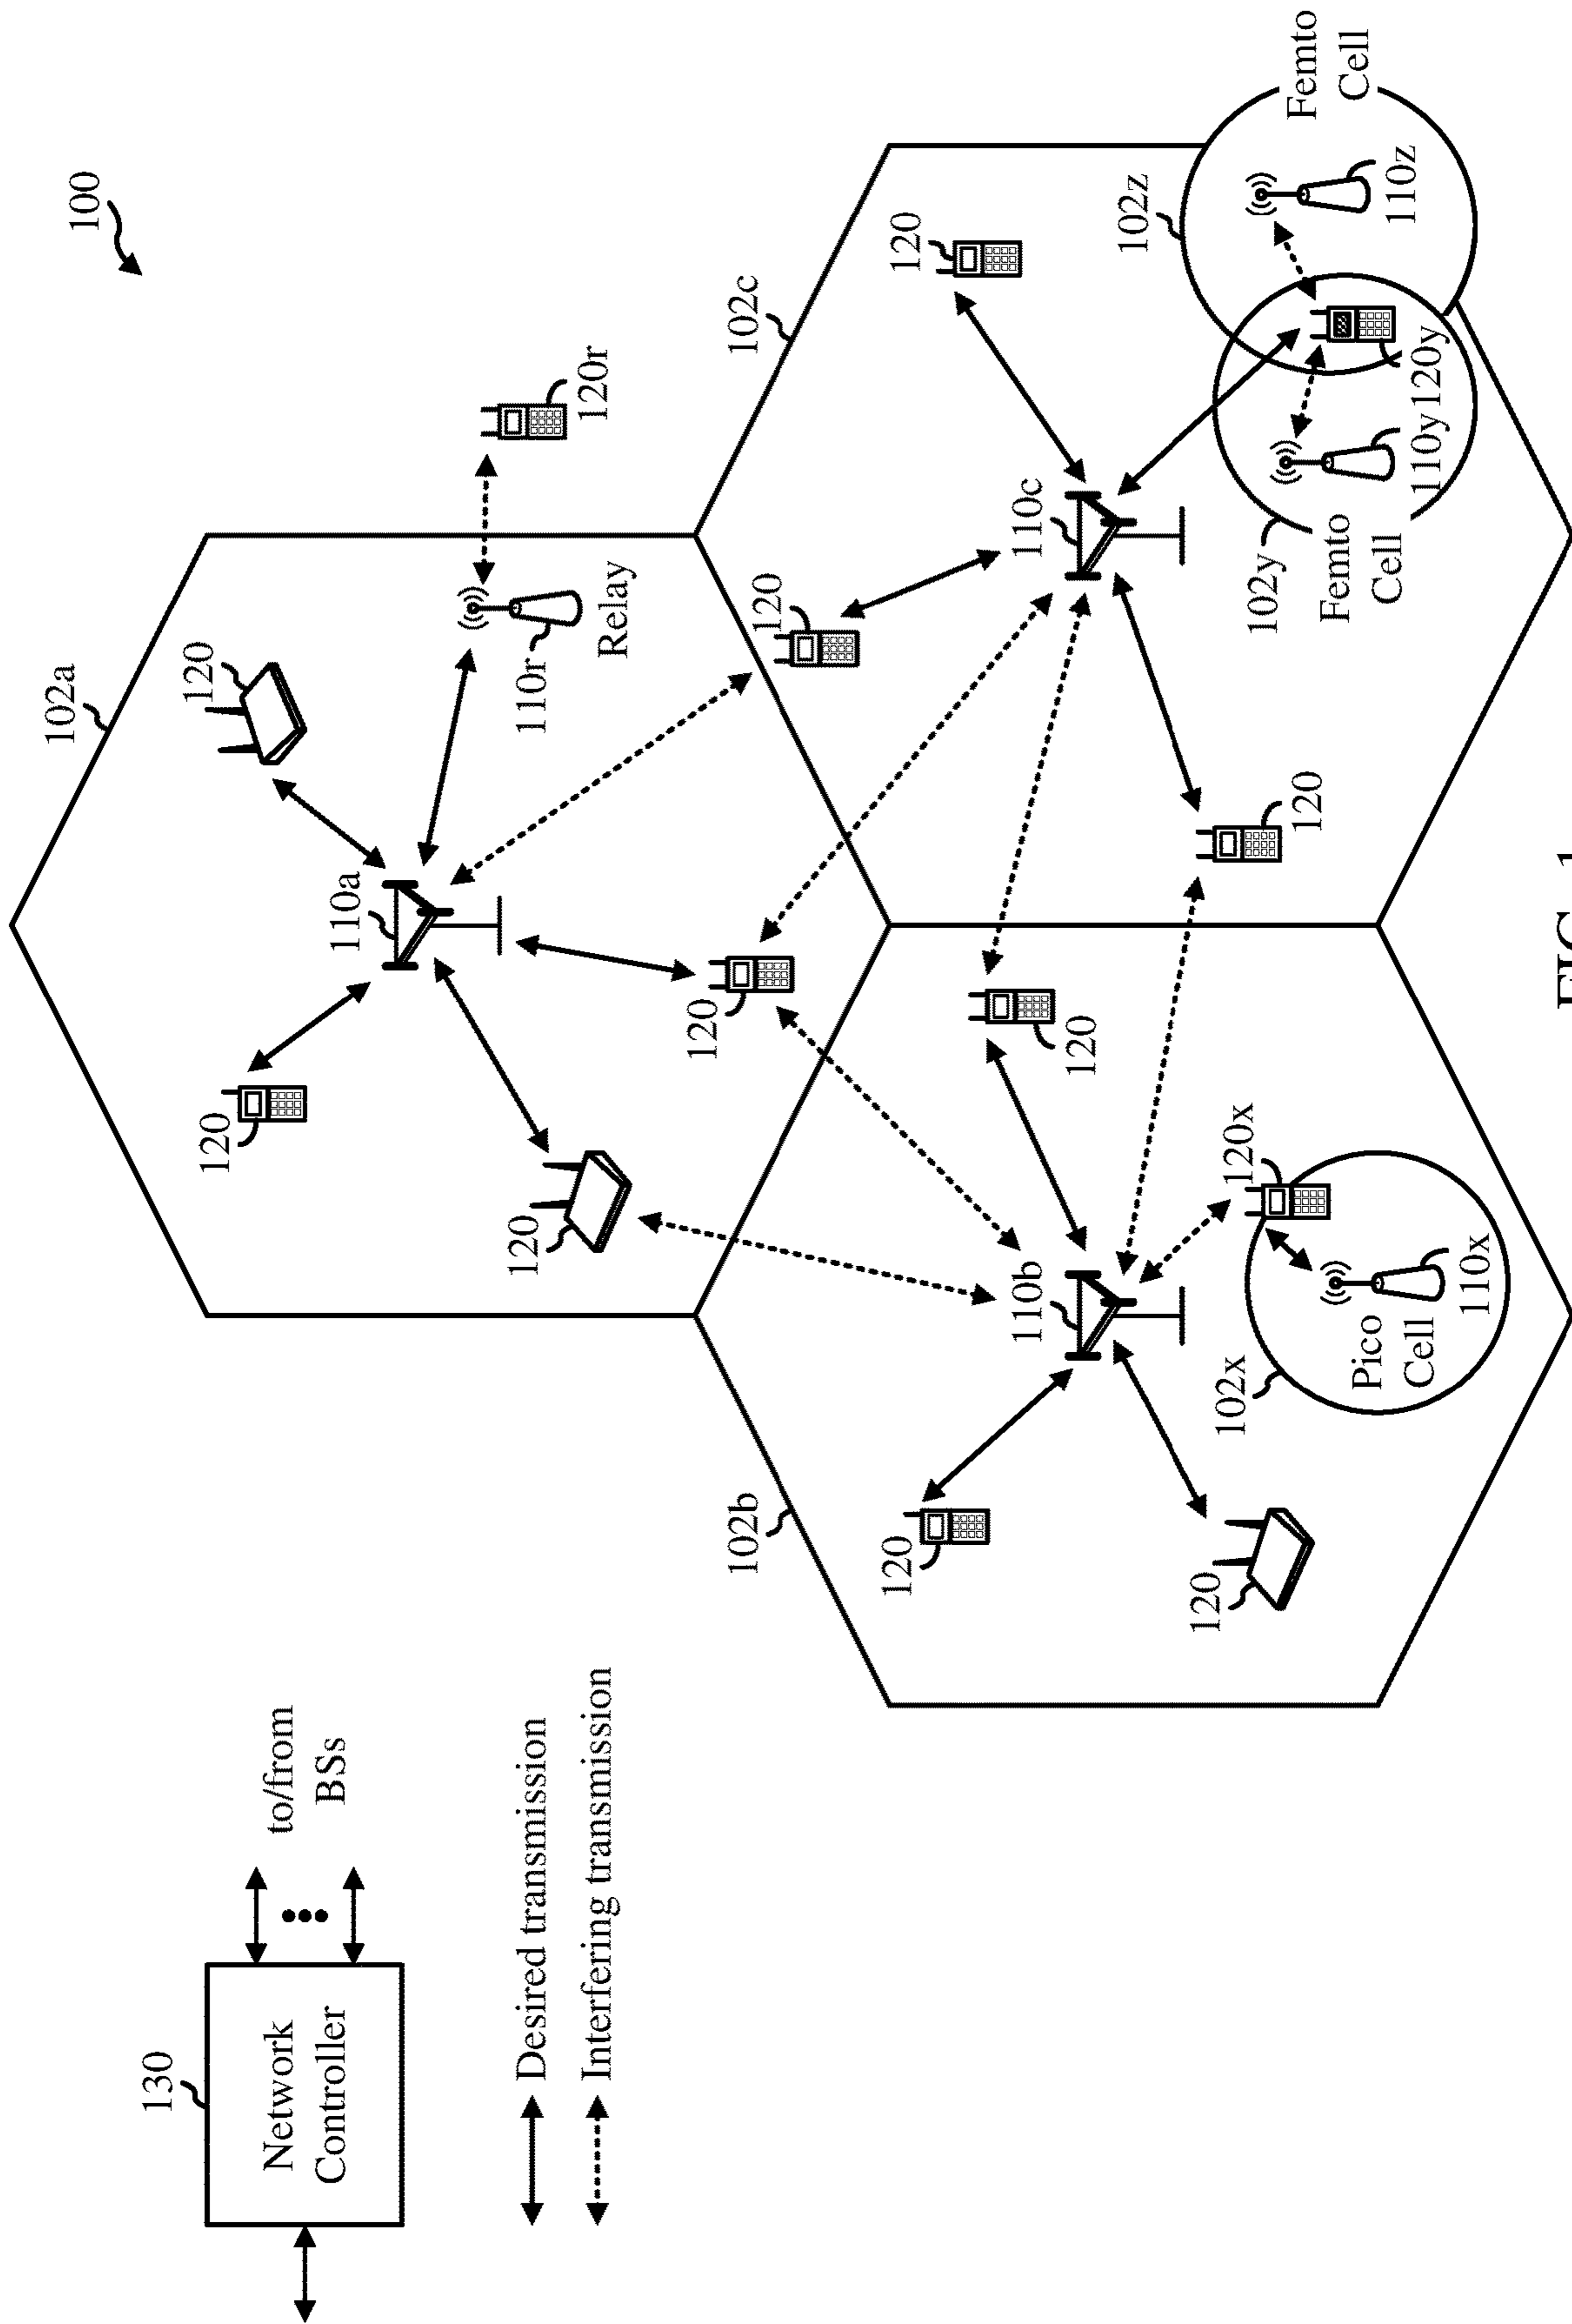 100
130
Network
Controller
to/from
BSs
Desired transmission
Interfering transmission
102a
120
120
110a
110r
Relay
120r
120
120
102b
120
110b
120
120
120x
102x
Pico
Cell
110x
102c
120
120
110c
120
102z
Femto
Cell
110z
102y
Femto
Cell
110y
120y
FIG. 1